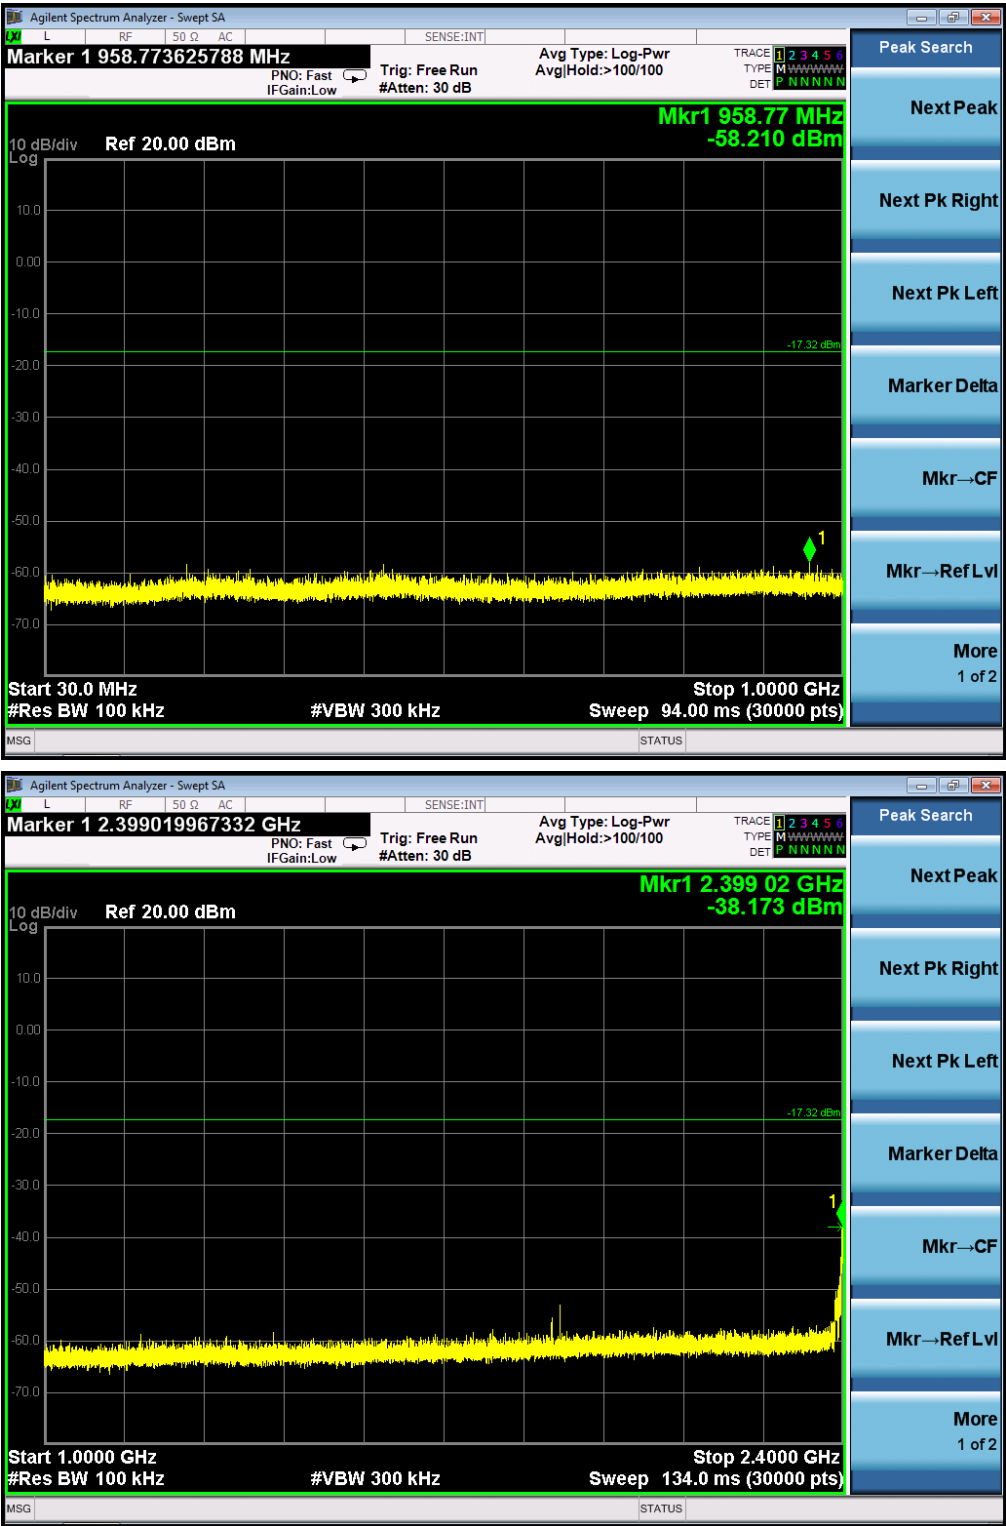 Agilent Spectrum Analyzer - Swept SA
LXI L RF 50 Ω AC SENSE:INT
Marker 1 958.773625788 MHz
PNO: Fast
IFGain:Low
Trig: Free Run
#Atten: 30 dB
Avg Type: Log-Pwr
Avg|Hold:>100/100
TRACE 1 2 3 4 5 6
TYPE M WWWWW
DET P N N N N N
Peak Search
Mkr1 958.77 MHz
-58.210 dBm
10 dB/div Ref 20.00 dBm
Log
10.0
0.00
-10.0
-17.32 dBm
-20.0
-30.0
-40.0
-50.0
1
-60.0
-70.0
Start 30.0 MHz Stop 1.0000 GHz
#Res BW 100 kHz #VBW 300 kHz Sweep 94.00 ms (30000 pts)
MSG STATUS
Next Peak
Next Pk Right
Next Pk Left
Marker Delta
Mkr→CF
Mkr→Ref Lvl
More
1 of 2
Agilent Spectrum Analyzer - Swept SA
LXI L RF 50 Ω AC SENSE:INT
Marker 1 2.399019967332 GHz
PNO: Fast
IFGain:Low
Trig: Free Run
#Atten: 30 dB
Avg Type: Log-Pwr
Avg|Hold:>100/100
TRACE 1 2 3 4 5 6
TYPE M WWWWW
DET P N N N N N
Peak Search
Mkr1 2.399 02 GHz
-38.173 dBm
10 dB/div Ref 20.00 dBm
Log
10.0
0.00
-10.0
-17.32 dBm
-20.0
-30.0
1
-40.0
-50.0
-60.0
-70.0
Start 1.0000 GHz Stop 2.4000 GHz
#Res BW 100 kHz #VBW 300 kHz Sweep 134.0 ms (30000 pts)
MSG STATUS
Next Peak
Next Pk Right
Next Pk Left
Marker Delta
Mkr→CF
Mkr→Ref Lvl
More
1 of 2